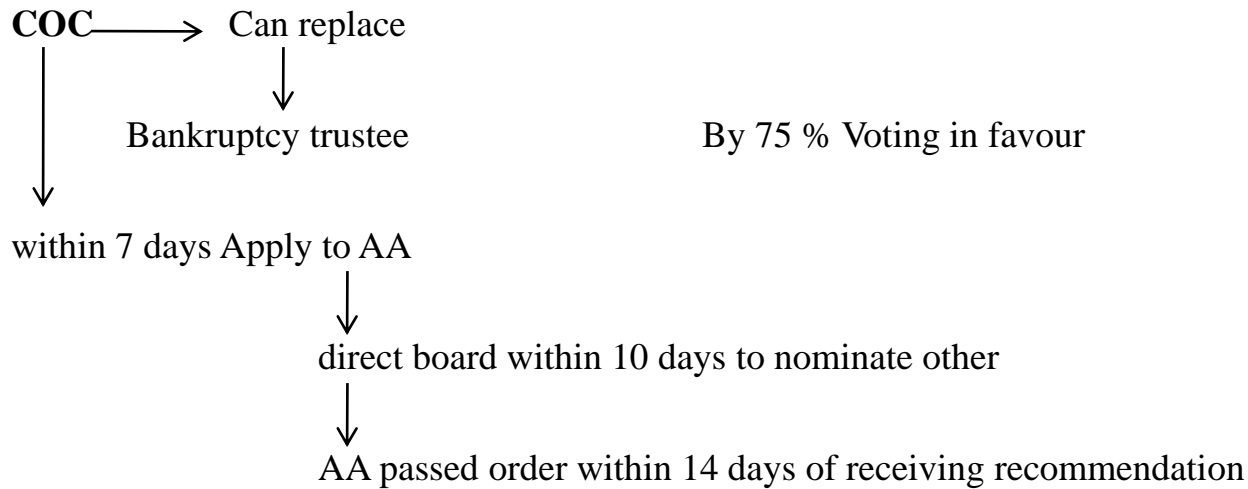 COC Can replace
Bankruptcy trustee By 75 % Voting in favour
within 7 days Apply to AA
direct board within 10 days to nominate other
AA passed order within 14 days of receiving recommendation